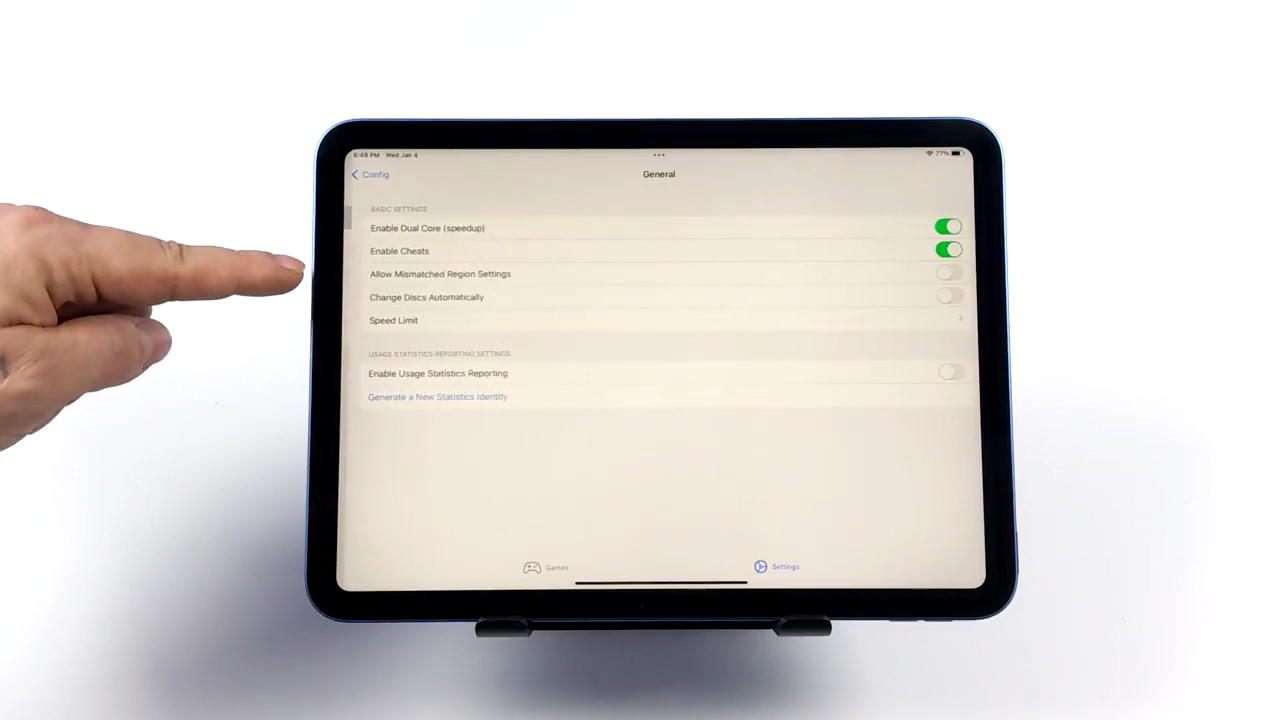 6:49 PM Wed Jan 4
77%
Config
General
BASIC SETTINGS
Enable Dual Core (speedup)
Enable Cheats
Allow Mismatched Region Settings
Change Discs Automatically
Speed Limit
USAGE STATISTICS REPORTING SETTINGS
Enable Usage Statistics Reporting
Generate a New Statistics Identity
Games
Settings